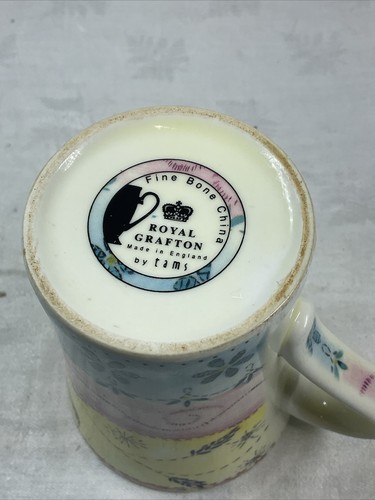 Fine Bone China
ROYAL
GRAFTON
Made in England
by tams